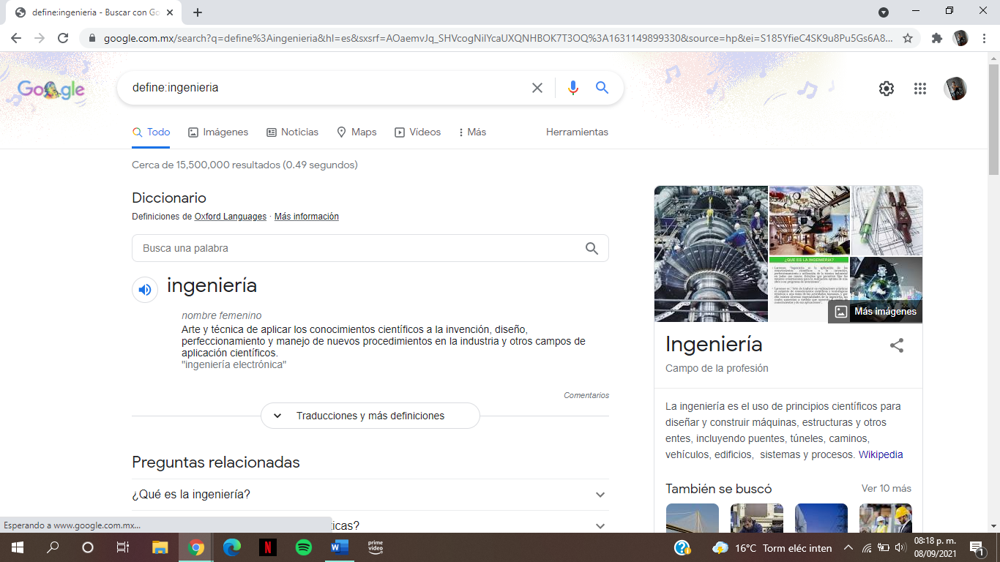 define:ingenieria - Buscar con Go
google.com.mx/search?q=define%3Aingenieria&hl=es&sxsrf=AOaemvJq_SHVcogNilYcaUXQNHBOK7T3OQ%3A1631149899330&source=hp&ei=S185YfieC4SK9u8Pu5Gs6A8...
Google
define:ingenieria
Todo Imágenes Noticias Maps Vídeos Más Herramientas
Cerca de 15,500,000 resultados (0.49 segundos)
Diccionario
Definiciones de Oxford Languages · Más información
Busca una palabra
ingeniería
nombre femenino
Arte y técnica de aplicar los conocimientos científicos a la invención, diseño,
perfeccionamiento y manejo de nuevos procedimientos en la industria y otros campos de
aplicación científicos.
"ingeniería electrónica"
Comentarios
Traducciones y más definiciones
Preguntas relacionadas
¿Qué es la ingeniería?
ticas?
¿QUÉ ES LA INGENIERIA?
Más imágenes
Ingeniería
Campo de la profesión
La ingeniería es el uso de principios científicos para
diseñar y construir máquinas, estructuras y otros
entes, incluyendo puentes, túneles, caminos,
vehículos, edificios, sistemas y procesos. Wikipedia
También se buscó Ver 10 más
Esperando a www.google.com.mx...
prime
video
16°C Torm eléc inten
08:18 p. m.
08/09/2021
1